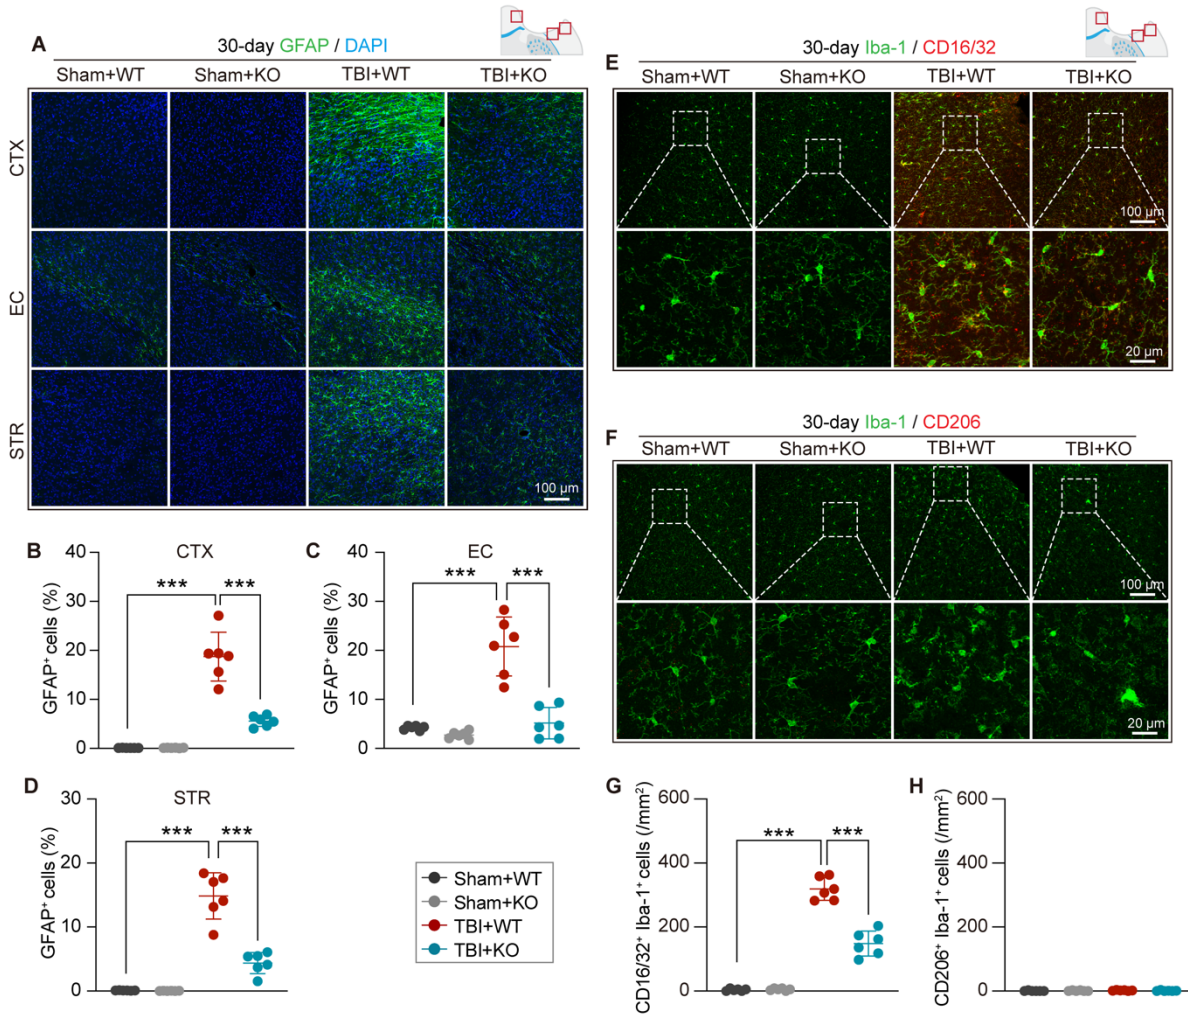 A
30-day GFAP / DAPI
Sham+WT Sham+KO TBI+WT TBI+KO
CTX
EC
STR
100 µm
B
CTX
GFAP⁺ cells (%)
40
30
20
10
0
*** ***
C
EC
GFAP⁺ cells (%)
40
30
20
10
0
*** ***
D
STR
GFAP⁺ cells (%)
30
20
10
0
*** ***
Sham+WT
Sham+KO
TBI+WT
TBI+KO
E
30-day Iba-1 / CD16/32
Sham+WT Sham+KO TBI+WT TBI+KO
100 µm
20 µm
F
30-day Iba-1 / CD206
Sham+WT Sham+KO TBI+WT TBI+KO
100 µm
20 µm
G
CD16/32⁺ Iba-1⁺ cells (/mm²)
600
400
200
0
*** ***
H
CD206⁺ Iba-1⁺ cells (/mm²)
600
400
200
0